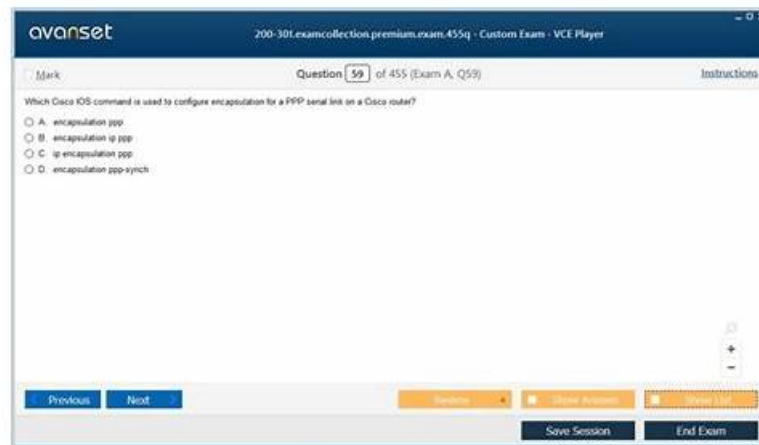 avanset
200-301.examcollection.premium.exam.455q - Custom Exam - VCE Player
Mark
Question 59 of 455 (Exam A, Q59)
Instructions
Which Cisco IOS command is used to configure encapsulation for a PPP serial link on a Cisco router?
A. encapsulation ppp
B. encapsulation ip ppp
C. ip encapsulation ppp
D. encapsulation ppp-synch
+
-
Previous
Next
Review
Show Answer
Show List
Save Session
End Exam